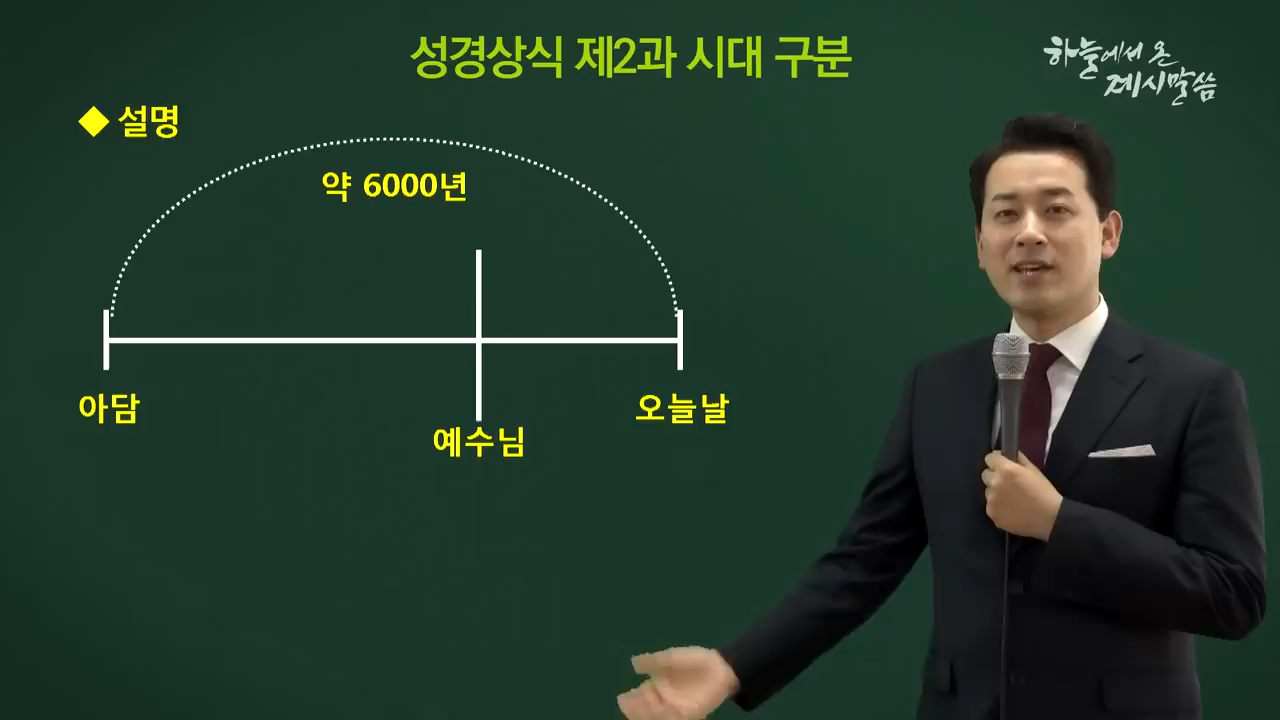 성경상식 제2과 시대 구분
하늘에서 온
계시말씀
◆ 설명
약 6000년
아담
예수님
오늘날